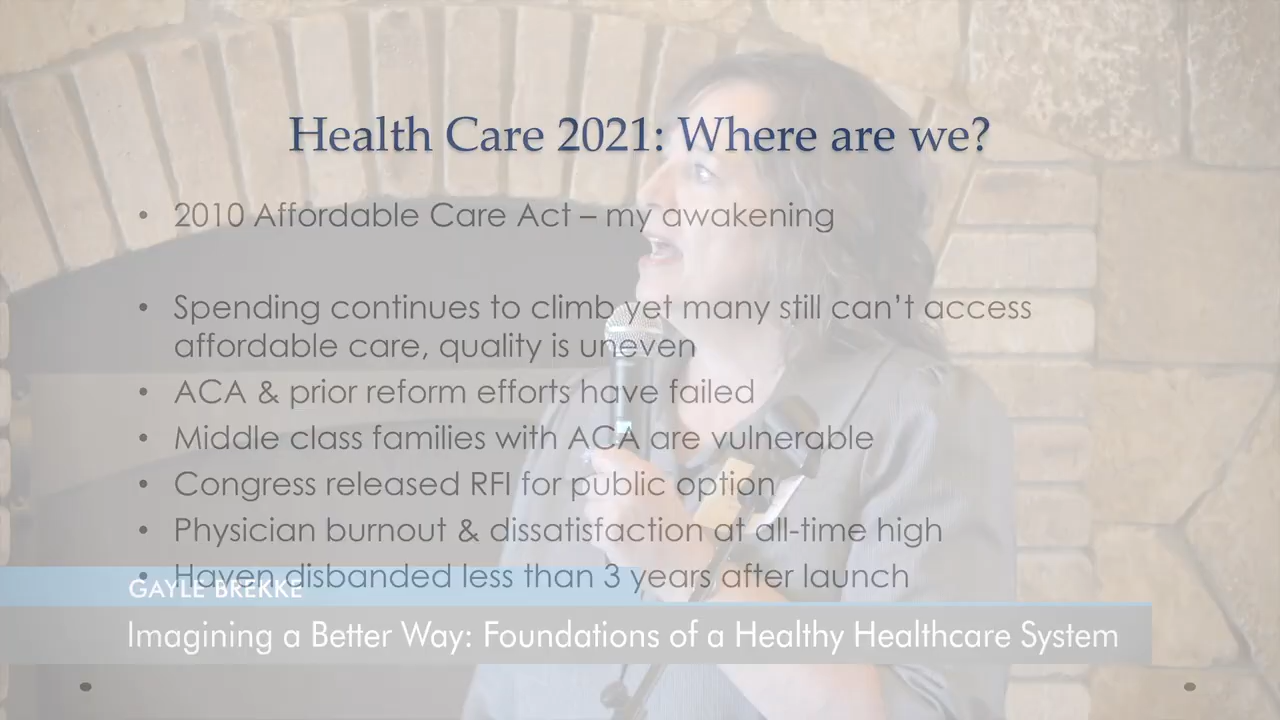 Health Care 2021: Where are we?
• 2010 Affordable Care Act – my awakening
• Spending continues to climb yet many still can't access
affordable care, quality is uneven
• ACA & prior reform efforts have failed
• Middle class families with ACA are vulnerable
• Congress released RFI for public option
• Physician burnout & dissatisfaction at all-time high
• Haven disbanded less than 3 years after launch
GAYLE BREKKE
Imagining a Better Way: Foundations of a Healthy Healthcare System